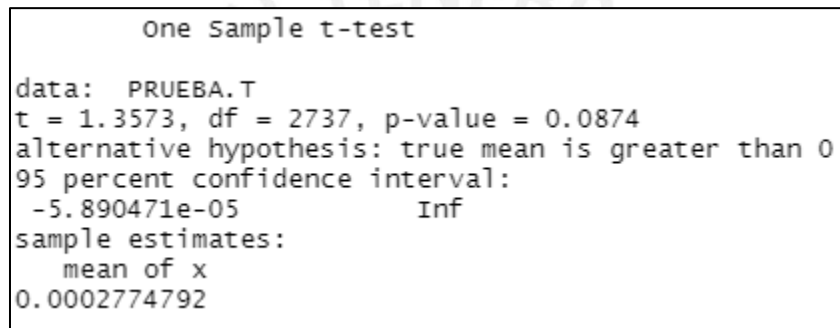 One Sample t-test
data: PRUEBA.T
t = 1.3573, df = 2737, p-value = 0.0874
alternative hypothesis: true mean is greater than 0
95 percent confidence interval:
-5.890471e-05 Inf
sample estimates:
mean of x
0.0002774792